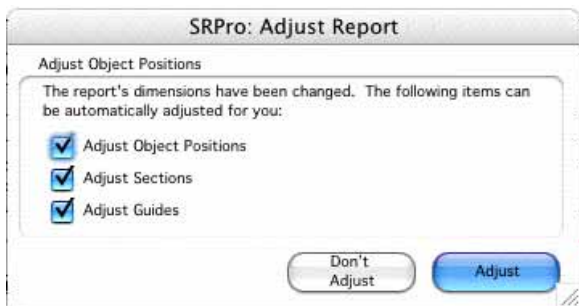 SRPro: Adjust Report
Adjust Object Positions
The report's dimensions have been changed. The following items can
be automatically adjusted for you:
Adjust Object Positions
Adjust Sections
Adjust Guides
Don't
Adjust
Adjust